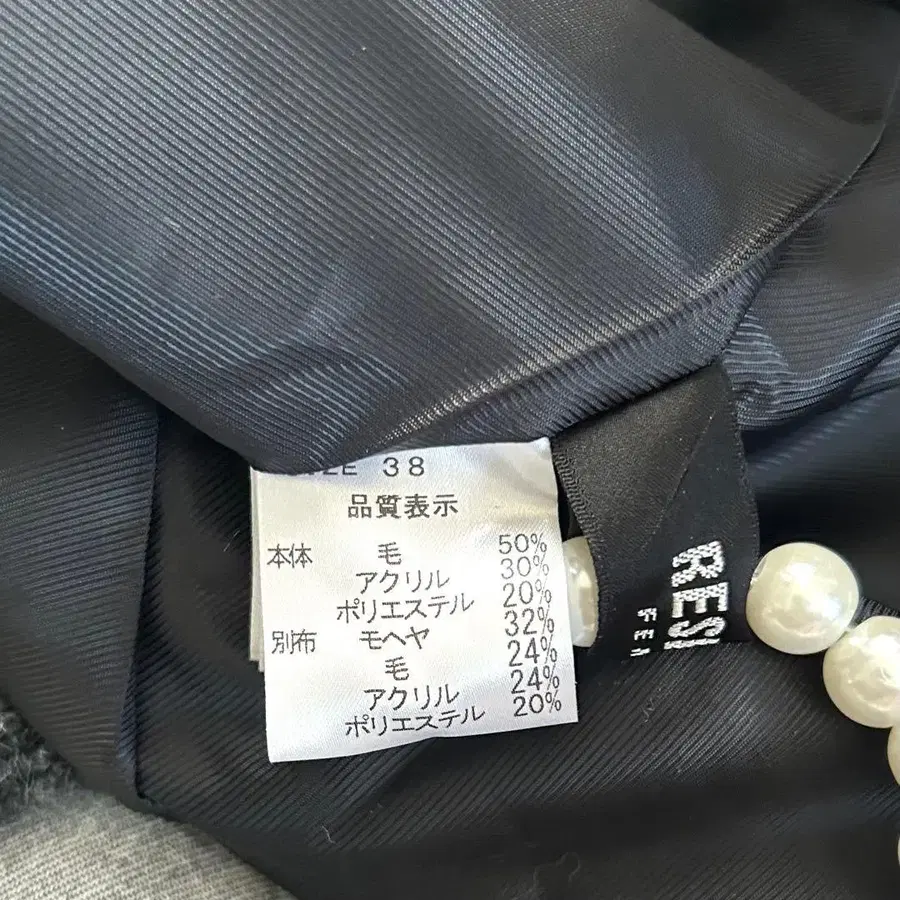 38
品質表示
本体 毛 50%
アクリル 30%
ポリエステル 20%
別布 モヘヤ 32%
毛 24%
アクリル 24%
ポリエステル 20%
RES
FE